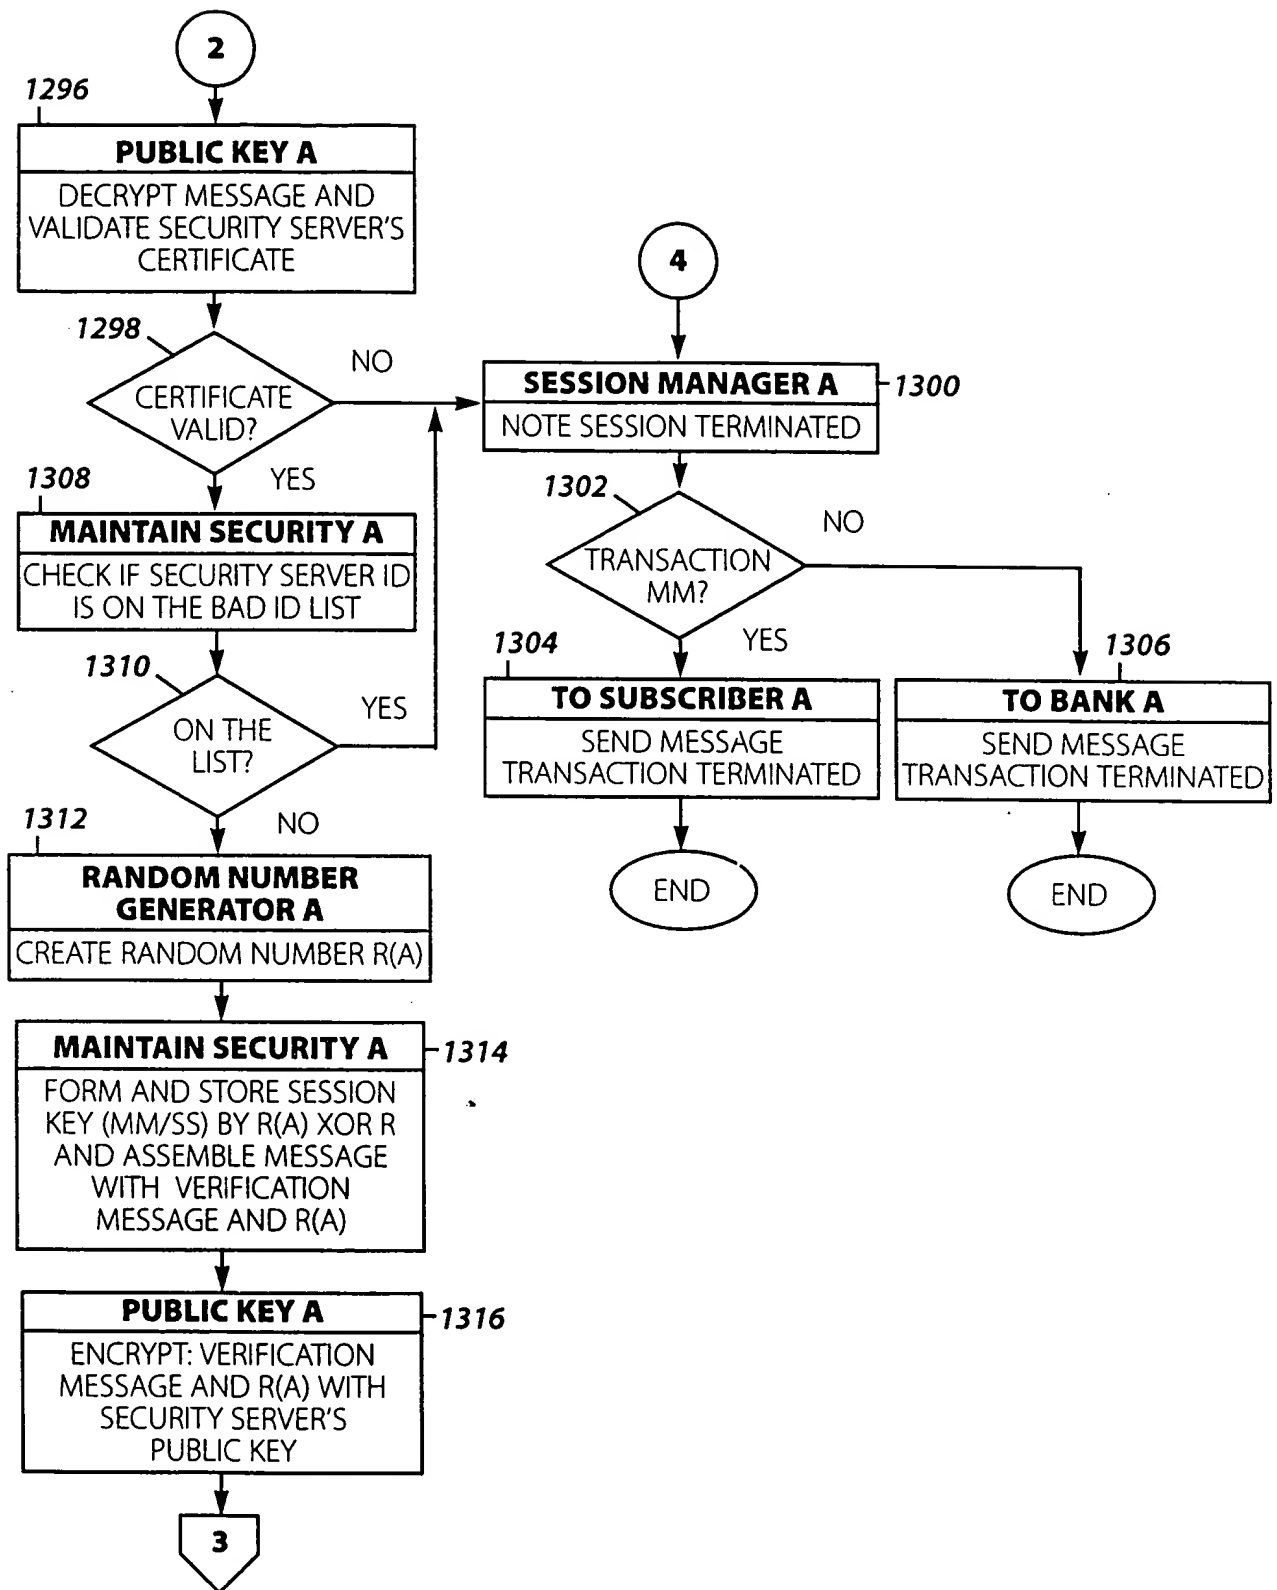 2
1296
PUBLIC KEY A
DECRYPT MESSAGE AND
VALIDATE SECURITY SERVER'S
CERTIFICATE
1298
CERTIFICATE
VALID?
NO
YES
1308
MAINTAIN SECURITY A
CHECK IF SECURITY SERVER ID
IS ON THE BAD ID LIST
1310
ON THE
LIST?
YES
NO
1312
RANDOM NUMBER
GENERATOR A
CREATE RANDOM NUMBER R(A)
MAINTAIN SECURITY A
1314
FORM AND STORE SESSION
KEY (MM/SS) BY R(A) XOR R
AND ASSEMBLE MESSAGE
WITH VERIFICATION
MESSAGE AND R(A)
PUBLIC KEY A
1316
ENCRYPT: VERIFICATION
MESSAGE AND R(A) WITH
SECURITY SERVER'S
PUBLIC KEY
3
4
SESSION MANAGER A
1300
NOTE SESSION TERMINATED
1302
TRANSACTION
MM?
NO
YES
1304
TO SUBSCRIBER A
SEND MESSAGE
TRANSACTION TERMINATED
END
1306
TO BANK A
SEND MESSAGE
TRANSACTION TERMINATED
END